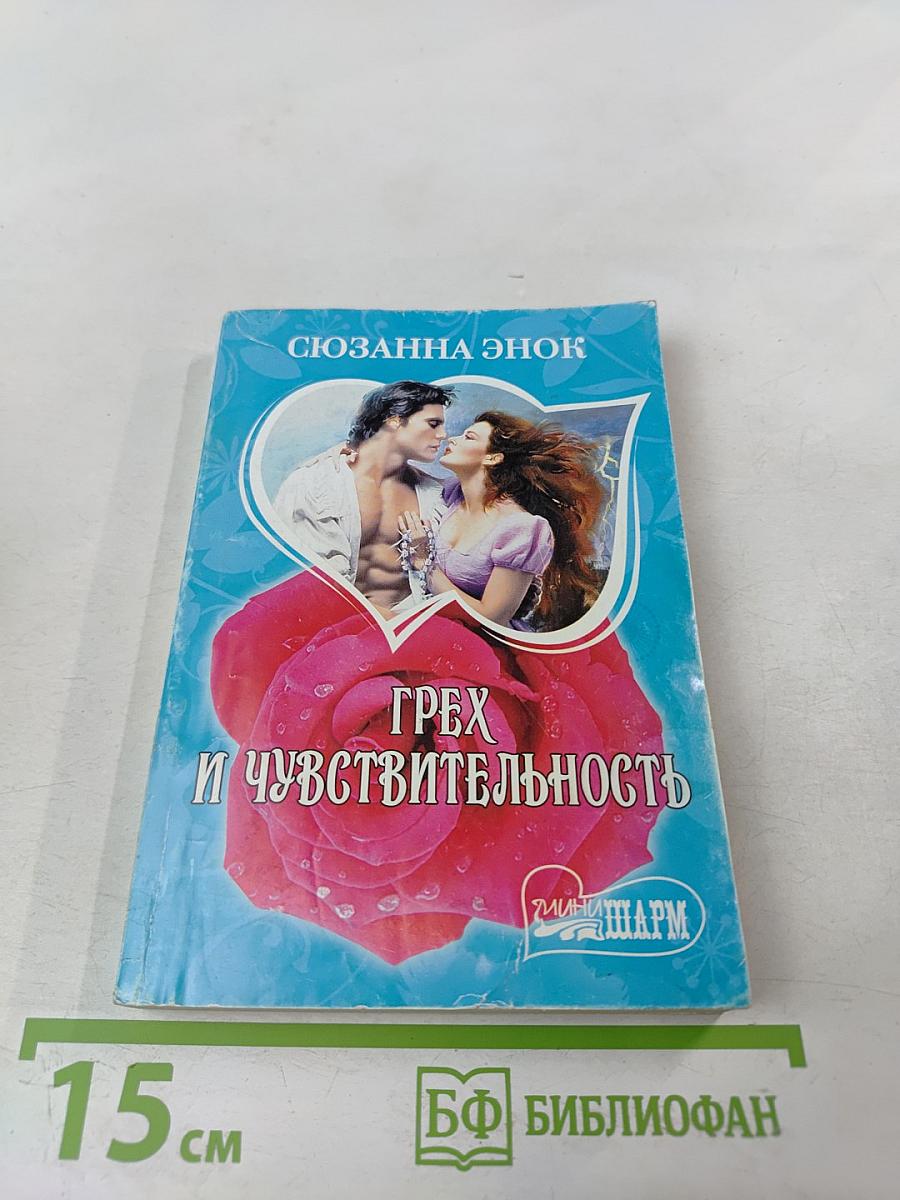 СЮЗАННА ЭНОК
ГРЕХ
И ЧУВСТВИТЕЛЬНОСТЬ
МИНИ
ШАРМ
15 см
БФ БИБЛИОФАН